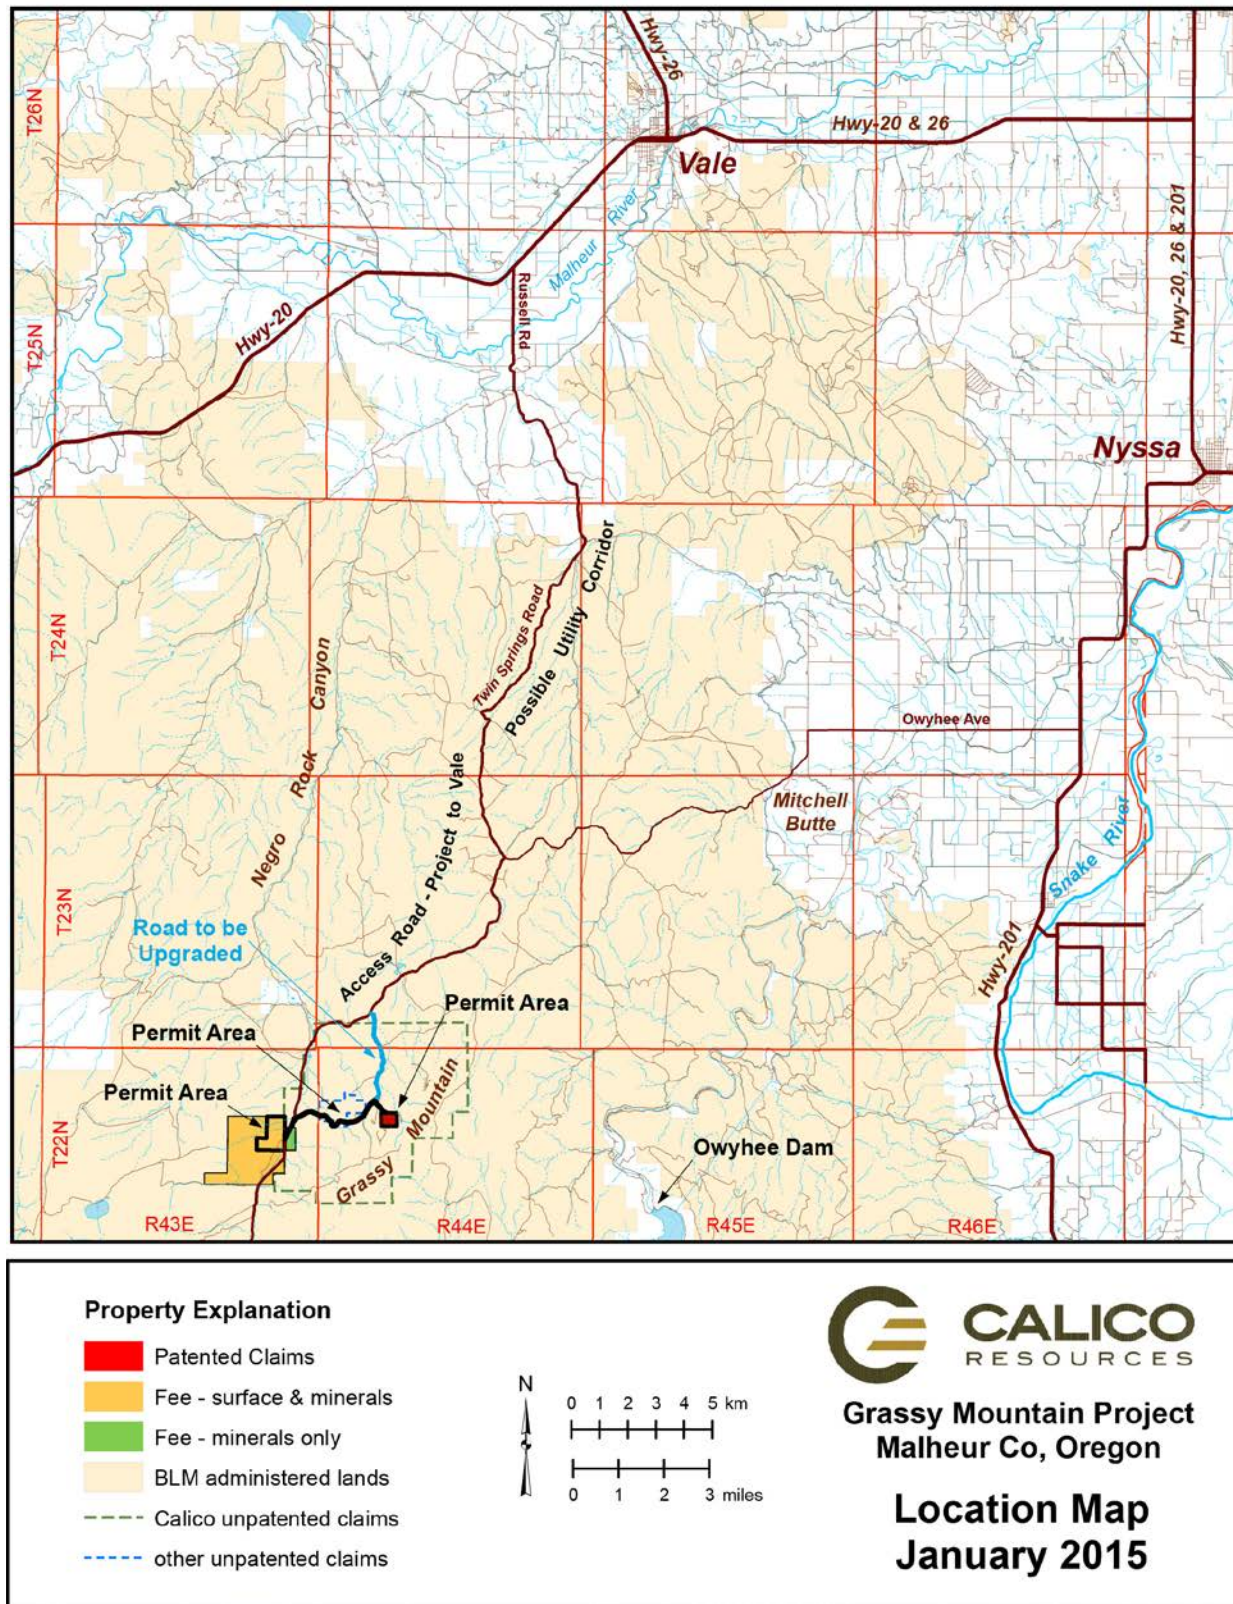 Hwy-26
T26N
Hwy-20 & 26
Vale
Malheur River
Hwy-20, 26 & 201
Russell Rd
Hwy-20
T25N
Nyssa
Possible Utility Corridor
Twin Springs Road
T24N
Negro Rock Canyon
Owyhee Ave
Access Road - Project to Vale
Mitchell
Butte
Snake River
T23N
Road to be
Upgraded
Hwy-201
Permit Area
Permit Area
Permit Area
Grassy Mountain
T22N
Owyhee Dam
R43E
R44E
R45E
R46E
Property Explanation
Patented Claims
Fee - surface & minerals
Fee - minerals only
BLM administered lands
Calico unpatented claims
other unpatented claims
N
0 1 2 3 4 5 km
0 1 2 3 miles
CALICO
RESOURCES
Grassy Mountain Project
Malheur Co, Oregon
Location Map
January 2015